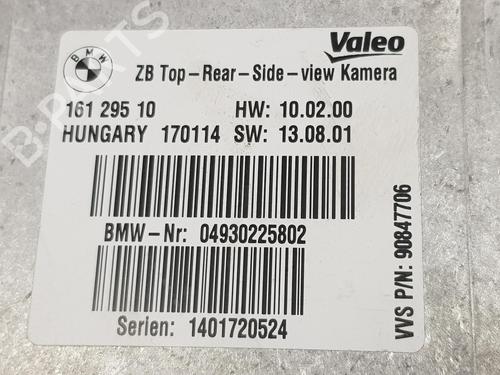 BMW
Valeo
ZB Top-Rear-Side-view Kamera
161 295 10 HW: 10.02.00
HUNGARY 170114 SW: 13.08.01
BMW-Nr: 04930225802
Serien: 1401720524
VVS P/N: 90847706
B-PARTS